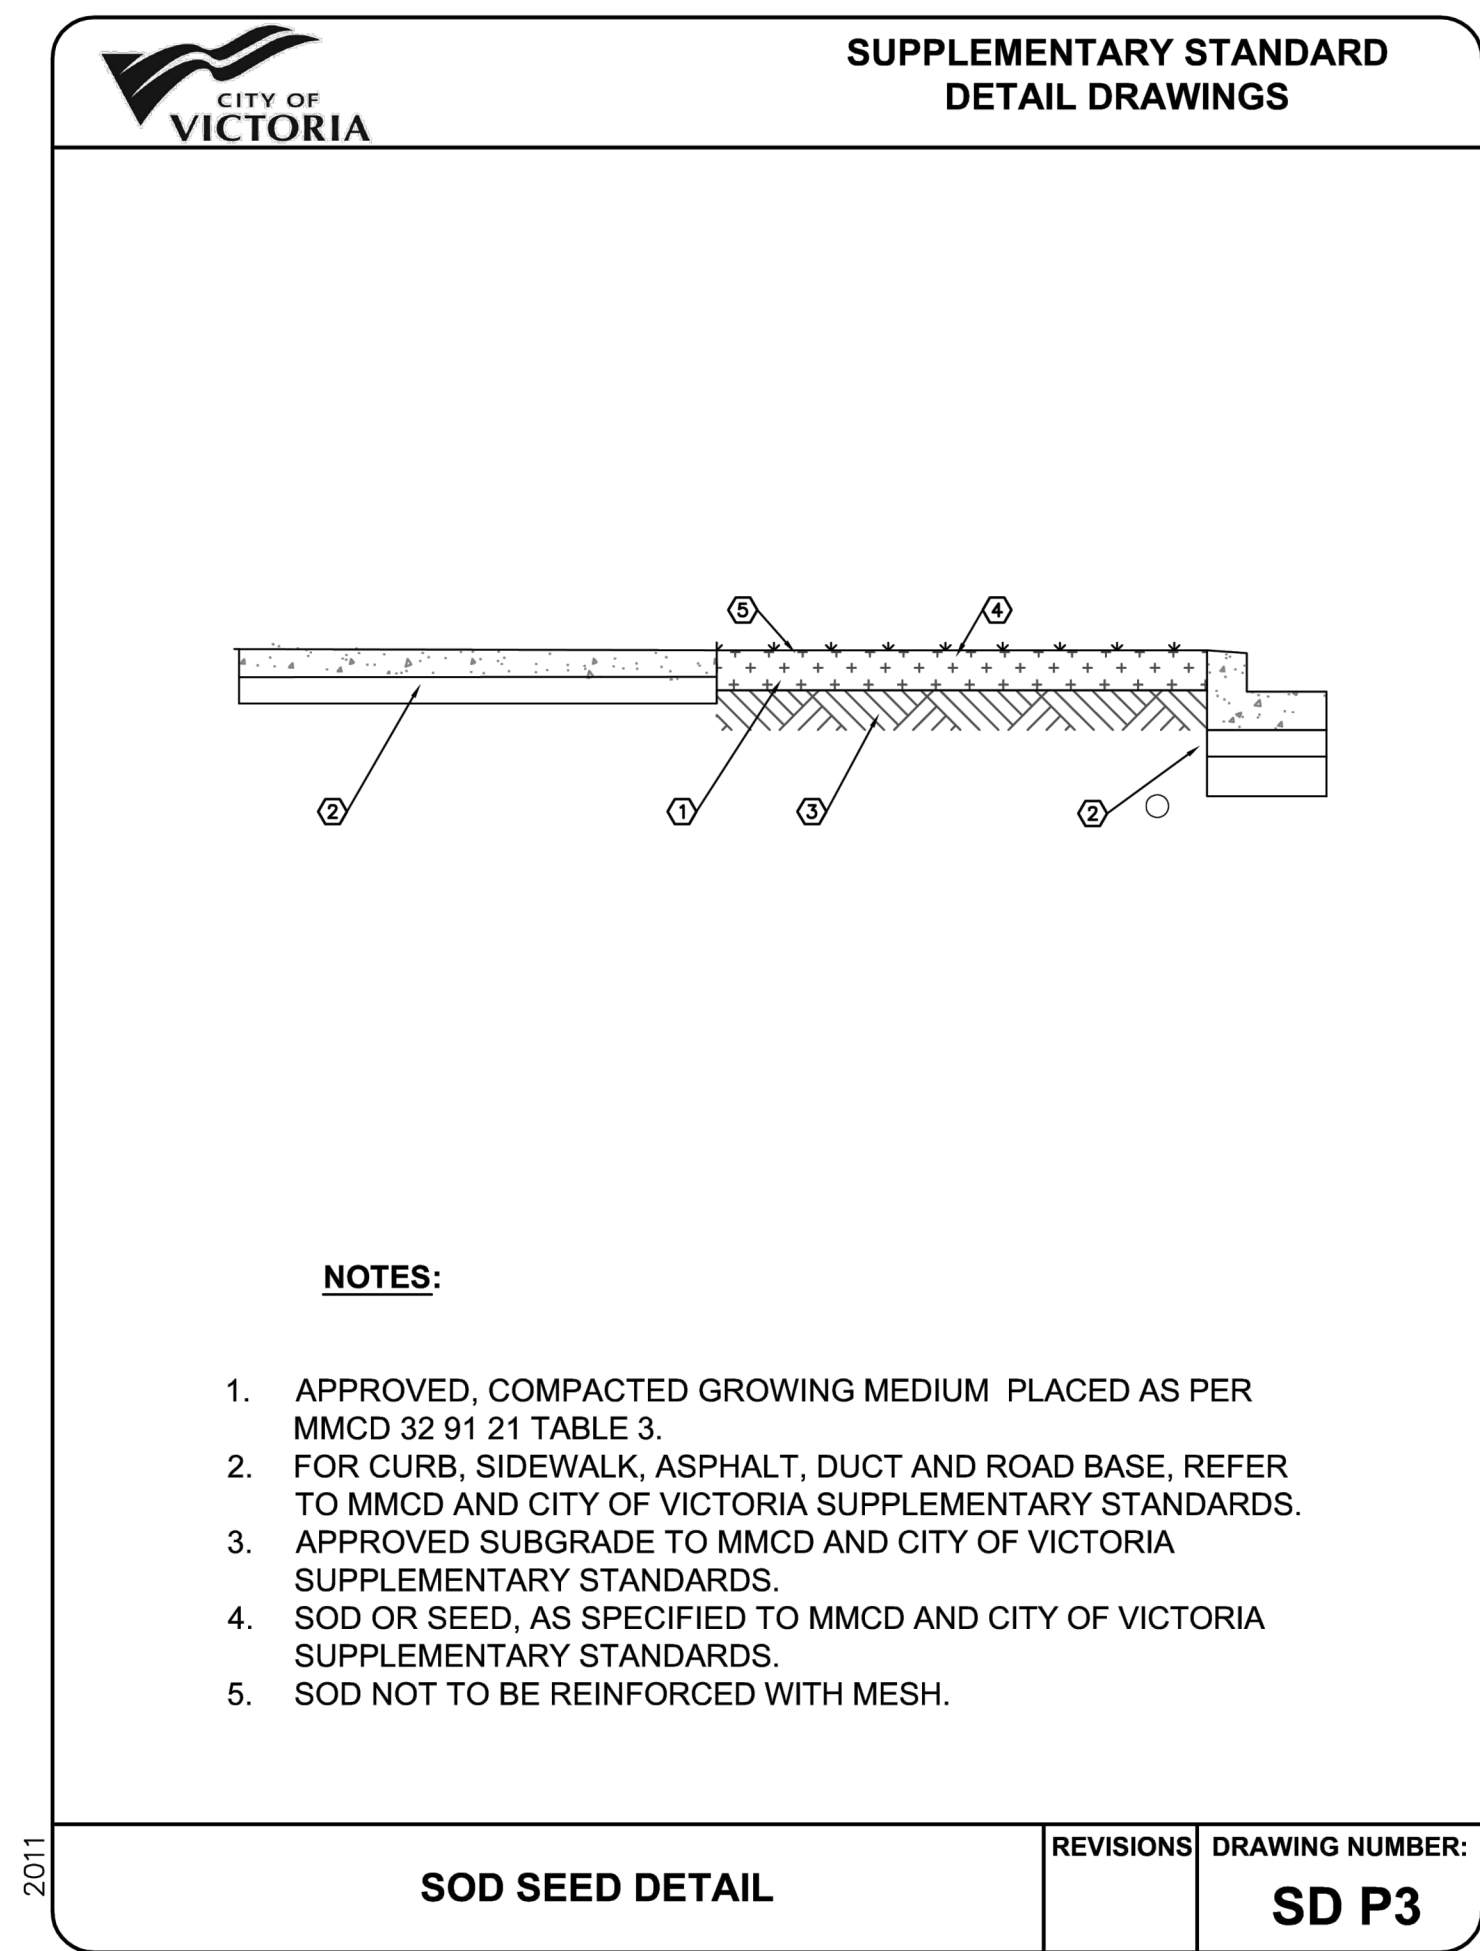 CITY OF
VICTORIA
SUPPLEMENTARY STANDARD
DETAIL DRAWINGS
5
4
2
1
3
2
NOTES:
1. APPROVED, COMPACTED GROWING MEDIUM PLACED AS PER
MMCD 32 91 21 TABLE 3.
2. FOR CURB, SIDEWALK, ASPHALT, DUCT AND ROAD BASE, REFER
TO MMCD AND CITY OF VICTORIA SUPPLEMENTARY STANDARDS.
3. APPROVED SUBGRADE TO MMCD AND CITY OF VICTORIA
SUPPLEMENTARY STANDARDS.
4. SOD OR SEED, AS SPECIFIED TO MMCD AND CITY OF VICTORIA
SUPPLEMENTARY STANDARDS.
5. SOD NOT TO BE REINFORCED WITH MESH.
2011
SOD SEED DETAIL
REVISIONS
DRAWING NUMBER:
SD P3